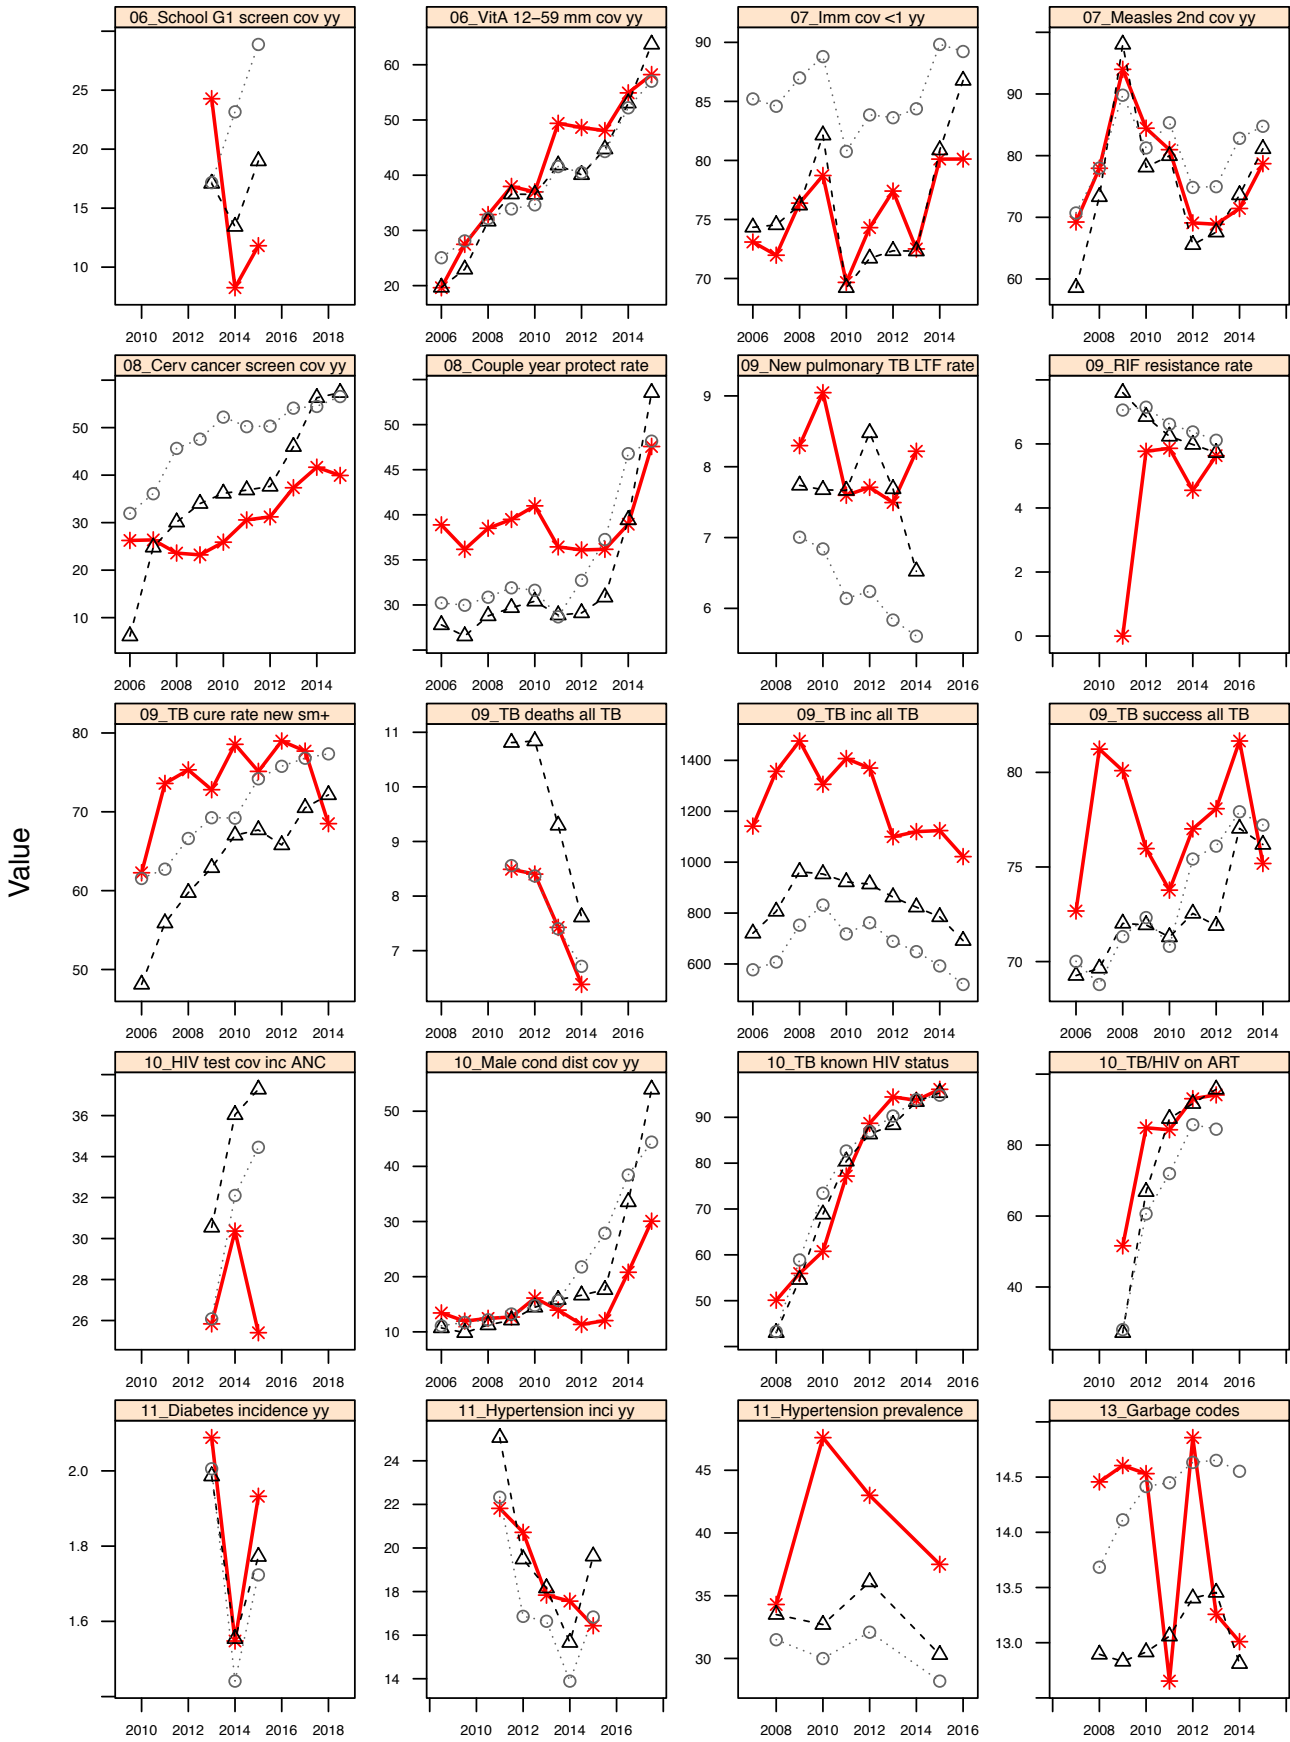 06_School G1 screen cov yy
06_VitA 12–59 mm cov yy
07_Imm cov <1 yy
07_Measles 2nd cov yy
25
20
15
10
60
50
40
30
20
90
85
80
75
70
90
80
70
60
2010 2012 2014 2016 2018
2006 2008 2010 2012 2014
2006 2008 2010 2012 2014
2008 2010 2012 2014
08_Cerv cancer screen cov yy
08_Couple year protect rate
09_New pulmonary TB LTF rate
09_RIF resistance rate
50
40
30
20
10
50
45
40
35
30
9
8
7
6
6
4
2
0
2006 2008 2010 2012 2014
2006 2008 2010 2012 2014
2008 2010 2012 2014 2016
2010 2012 2014 2016
09_TB cure rate new sm+
09_TB deaths all TB
09_TB inc all TB
09_TB success all TB
80
70
60
50
11
10
9
8
7
1400
1200
1000
800
600
80
75
70
2006 2008 2010 2012 2014
2008 2010 2012 2014 2016
2006 2008 2010 2012 2014
2006 2008 2010 2012 2014
Value
10_HIV test cov inc ANC
10_Male cond dist cov yy
10_TB known HIV status
10_TB/HIV on ART
36
34
32
30
28
26
50
40
30
20
10
90
80
70
60
50
80
60
40
2010 2012 2014 2016 2018
2006 2008 2010 2012 2014
2008 2010 2012 2014 2016
2008 2010 2012 2014
11_Diabetes incidence yy
11_Hypertension inci yy
11_Hypertension prevalence
13_Garbage codes
2.0
1.8
1.6
24
22
20
18
16
14
45
40
35
30
14.5
14.0
13.5
13.0
2010 2012 2014 2016 2018
2010 2012 2014 2016
2008 2010 2012 2014 2016
2008 2010 2012 2014